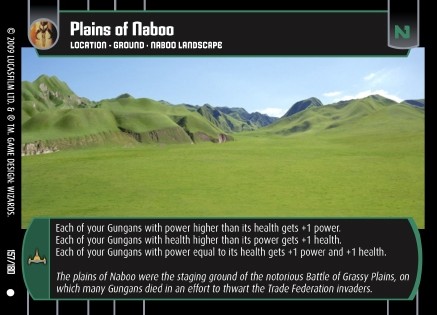 Plains of Naboo
LOCATION · GROUND · NABOO LANDSCAPE
N
Each of your Gungans with power higher than its health gets +1 power.
Each of your Gungans with health higher than its power gets +1 health.
Each of your Gungans with power equal to its health gets +1 power and +1 health.
The plains of Naboo were the staging ground of the notorious Battle of Grassy Plains, on
which many Gungans died in an effort to thwart the Trade Federation invaders.
© 2009 LUCASFILM LTD. & ® TM. GAME DESIGN: WIZARDS.